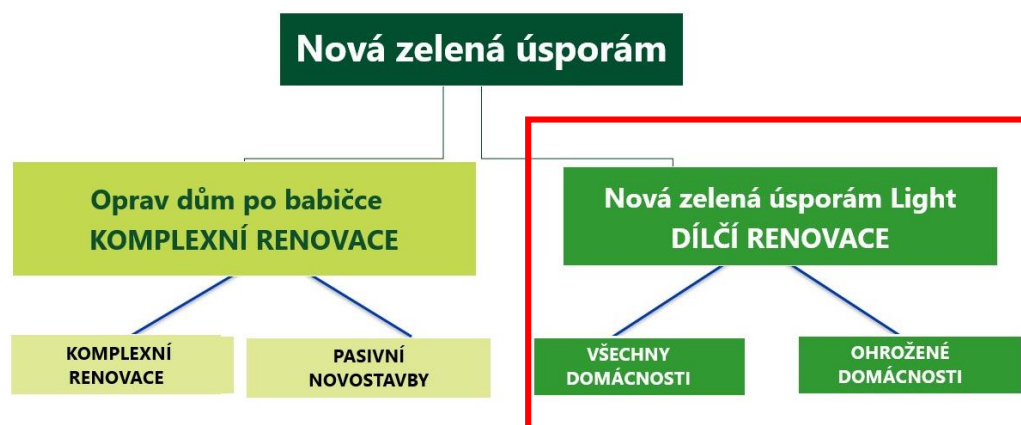 Nová zelená úsporám
Oprav dům po babičce
KOMPLEXNÍ RENOVACE
Nová zelená úsporám Light
DÍLČÍ RENOVACE
KOMPLEXNÍ
RENOVACE
PASIVNÍ
NOVOSTAVBY
VŠECHNY
DOMÁCNOSTI
OHROŽENÉ
DOMÁCNOSTI